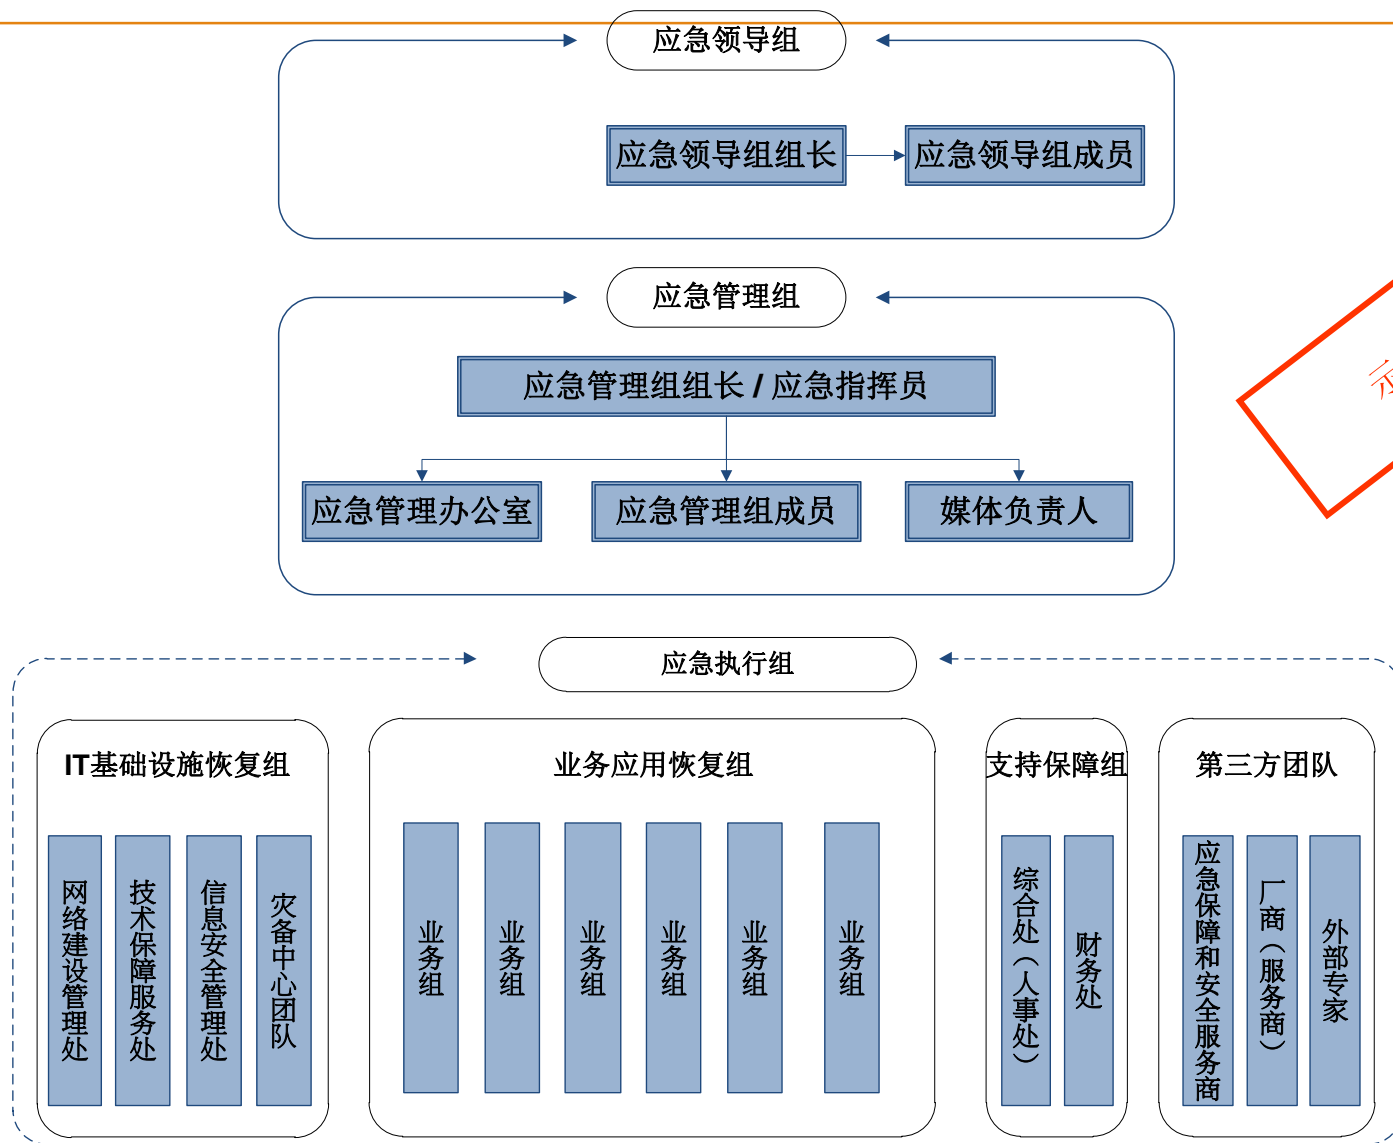 应急领导组
应急领导组组长
应急领导组成员
应急管理组
应急管理组组长 / 应急指挥员
应急管理办公室
应急管理组成员
媒体负责人
示
应急执行组
IT基础设施恢复组
网络建设管理处
技术保障服务处
信息安全管理处
灾备中心团队
业务应用恢复组
业务组
业务组
业务组
业务组
业务组
业务组
支持保障组
综合处（人事处）
财务处
第三方团队
应急保障和安全服务商
厂商（服务商）
外部专家